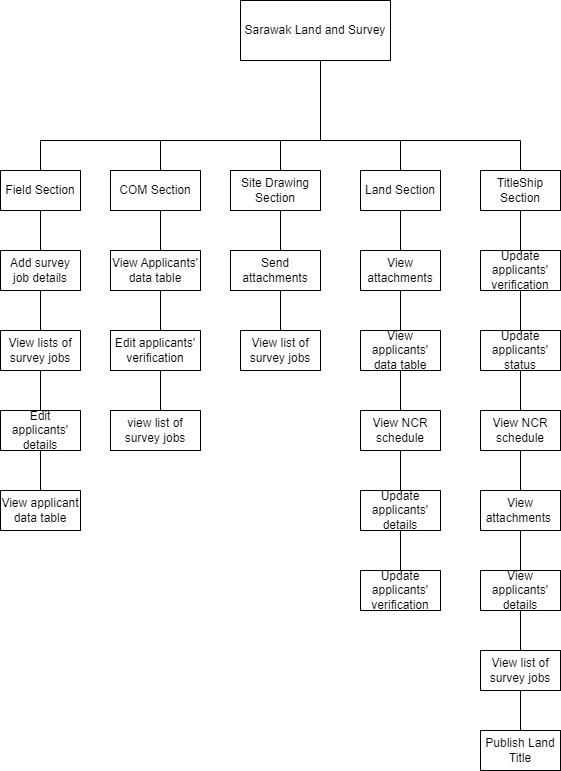 Sarawak Land and Survey
Field Section
COM Section
Site Drawing
Section
Land Section
TitleShip
Section
Add survey
job details
View Applicants'
data table
Send
attachments
View
attachments
Update
applicants'
verification
View lists of
survey jobs
Edit applicants'
verification
View list of
survey jobs
View
applicants'
data table
Update
applicants'
status
Edit
applicants'
details
view list of
survey jobs
View NCR
schedule
View NCR
schedule
View applicant
data table
Update
applicants'
details
View
attachments
Update
applicants'
verification
View
applicants'
details
View list of
survey jobs
Publish Land
Title